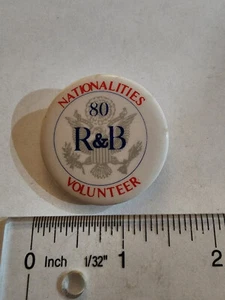 NATIONALITIES
80
R&B
VOLUNTEER
0 Inch 1/32" 1 2